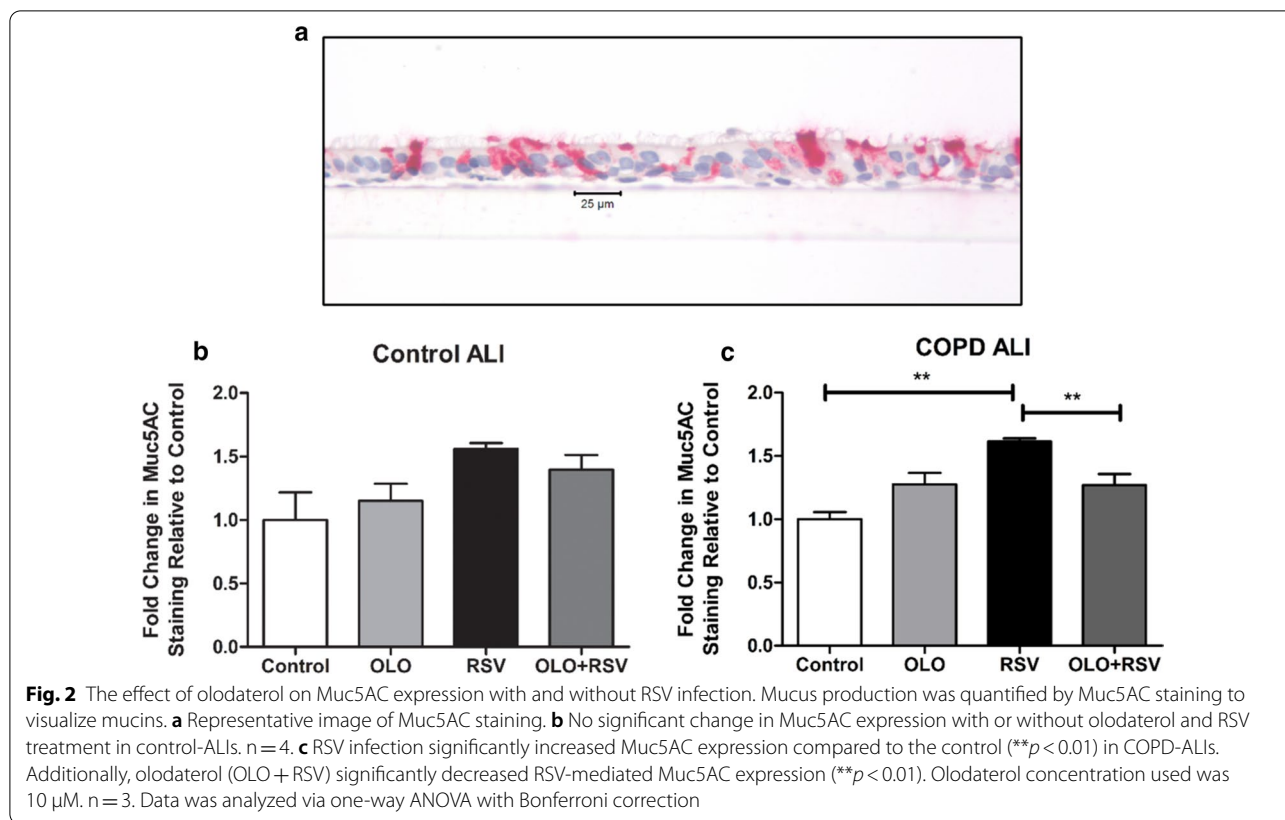 a
25 µm
b
Control ALI
Fold Change in Muc5AC
Staining Relative to Control
2.0
1.5
1.0
0.5
0.0
Control OLO RSV OLO+RSV
c
COPD ALI
Fold Change in Muc5AC
Staining Relative to Control
2.0
1.5
1.0
0.5
0.0
**
**
Control OLO RSV OLO+RSV
Fig. 2 The effect of olodaterol on Muc5AC expression with and without RSV infection. Mucus production was quantified by Muc5AC staining to
visualize mucins. a Representative image of Muc5AC staining. b No significant change in Muc5AC expression with or without olodaterol and RSV
treatment in control-ALIs. n = 4. c RSV infection significantly increased Muc5AC expression compared to the control (**p < 0.01) in COPD-ALIs.
Additionally, olodaterol (OLO + RSV) significantly decreased RSV-mediated Muc5AC expression (**p < 0.01). Olodaterol concentration used was
10 µM. n = 3. Data was analyzed via one-way ANOVA with Bonferroni correction